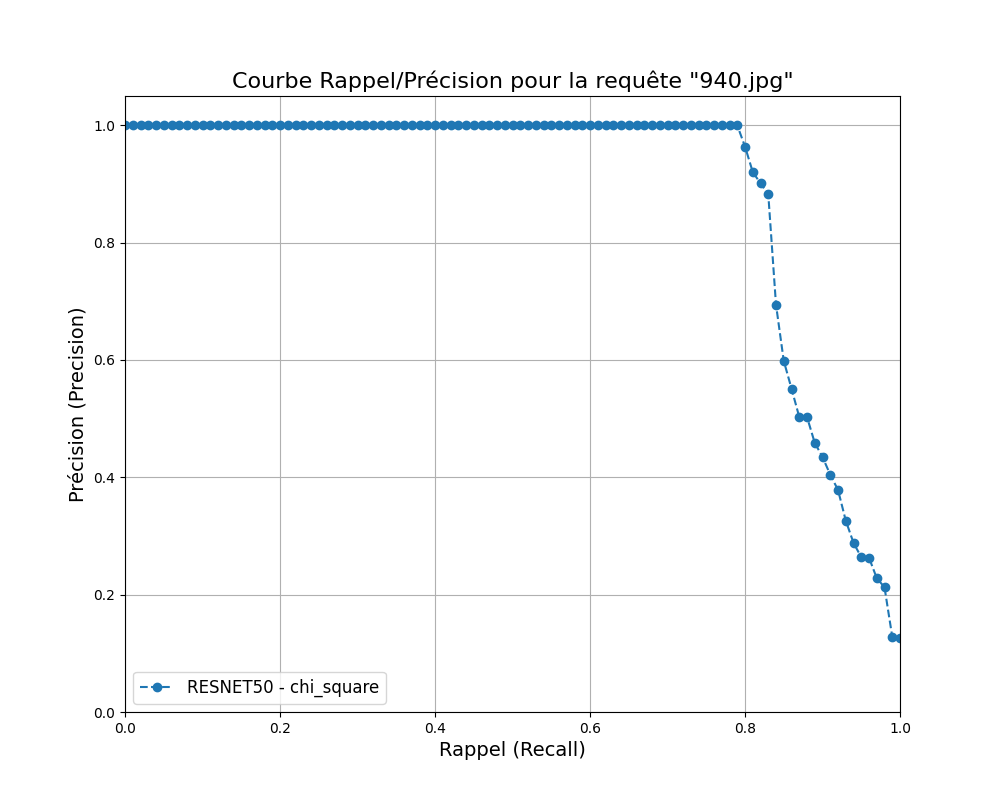 Courbe Rappel/Précision pour la requête "940.jpg"
Précision (Precision)
1.0
0.8
0.6
0.4
0.2
0.0
RESNET50 - chi_square
0.0 0.2 0.4 0.6 0.8 1.0
Rappel (Recall)